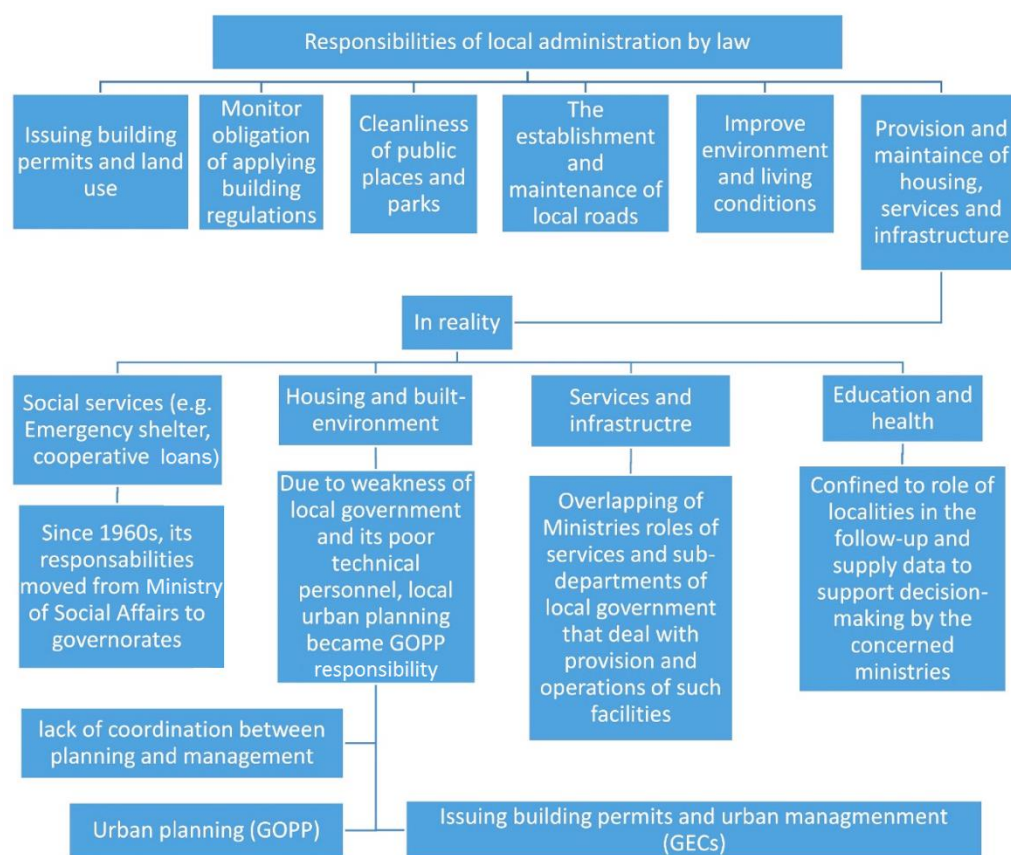 Responsibilities of local administration by law
Issuing building
permits and land
use
Monitor
obligation
of applying
building
regulations
Cleanliness
of public
places and
parks
The
establishment
and
maintenance of
local roads
Improve
environment
and living
conditions
Provision and
maintaince of
housing,
services and
infrastructure
In reality
Social services (e.g.
Emergency shelter,
cooperative loans)
Housing and built-
environment
Services and
infrastructre
Education and
health
Since 1960s, its
responsabilities
moved from Ministry
of Social Affairs to
governorates
Due to weakness of
local government
and its poor
technical
personnel, local
urban planning
became GOPP
responsibility
Overlapping of
Ministries roles of
services and sub-
departments of
local government
that deal with
provision and
operations of such
facilities
Confined to role of
localities in the
follow-up and
supply data to
support decision-
making by the
concerned
ministries
lack of coordination between
planning and management
Urban planning (GOPP)
Issuing building permits and urban managmenment
(GECs)